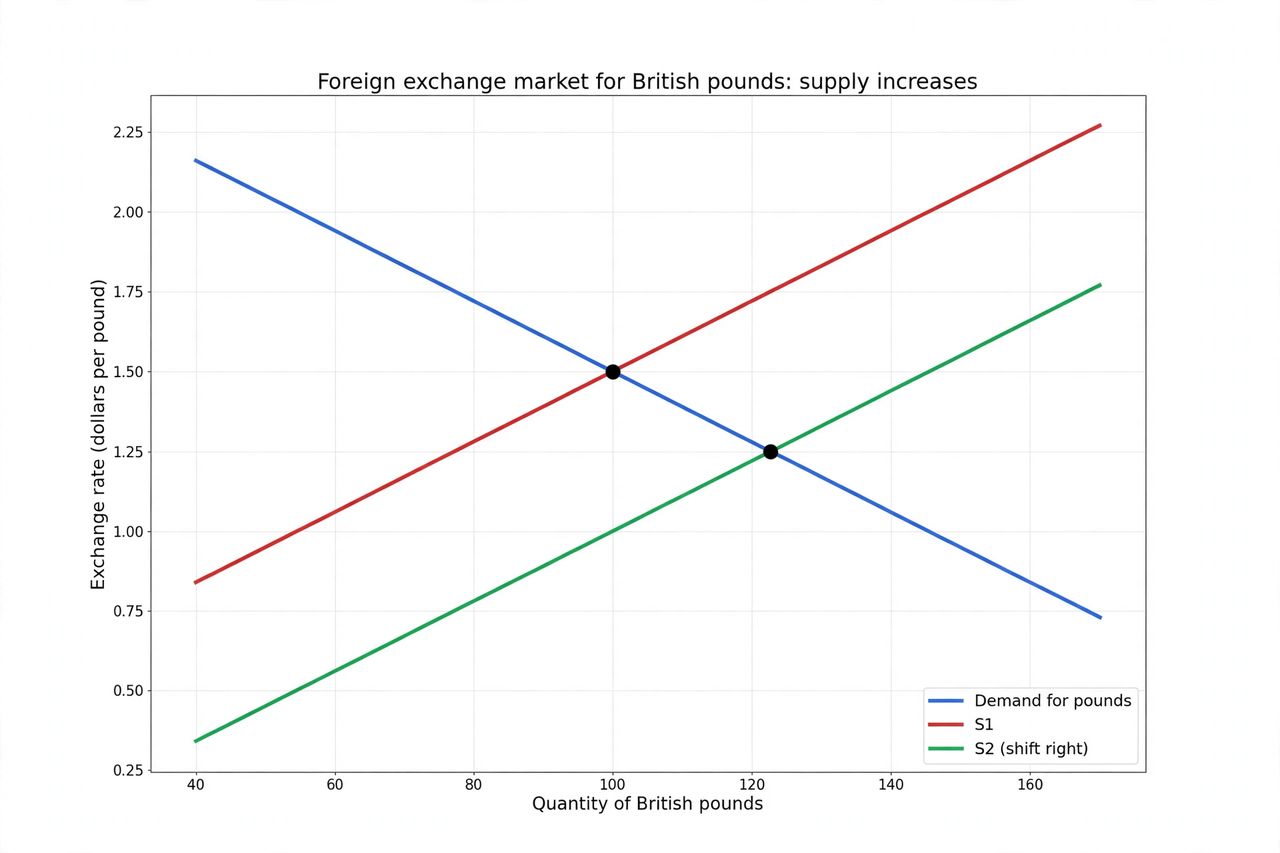 Foreign exchange market for British pounds: supply increases
Exchange rate (dollars per pound)
2.25
2.00
1.75
1.50
1.25
1.00
0.75
0.50
0.25
Demand for pounds
S1
S2 (shift right)
40 60 80 100 120 140 160
Quantity of British pounds